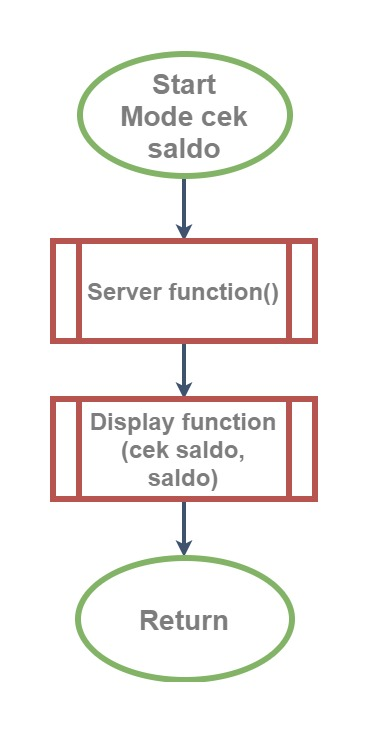 Start
Mode cek
saldo
Server function()
Display function
(cek saldo,
saldo)
Return